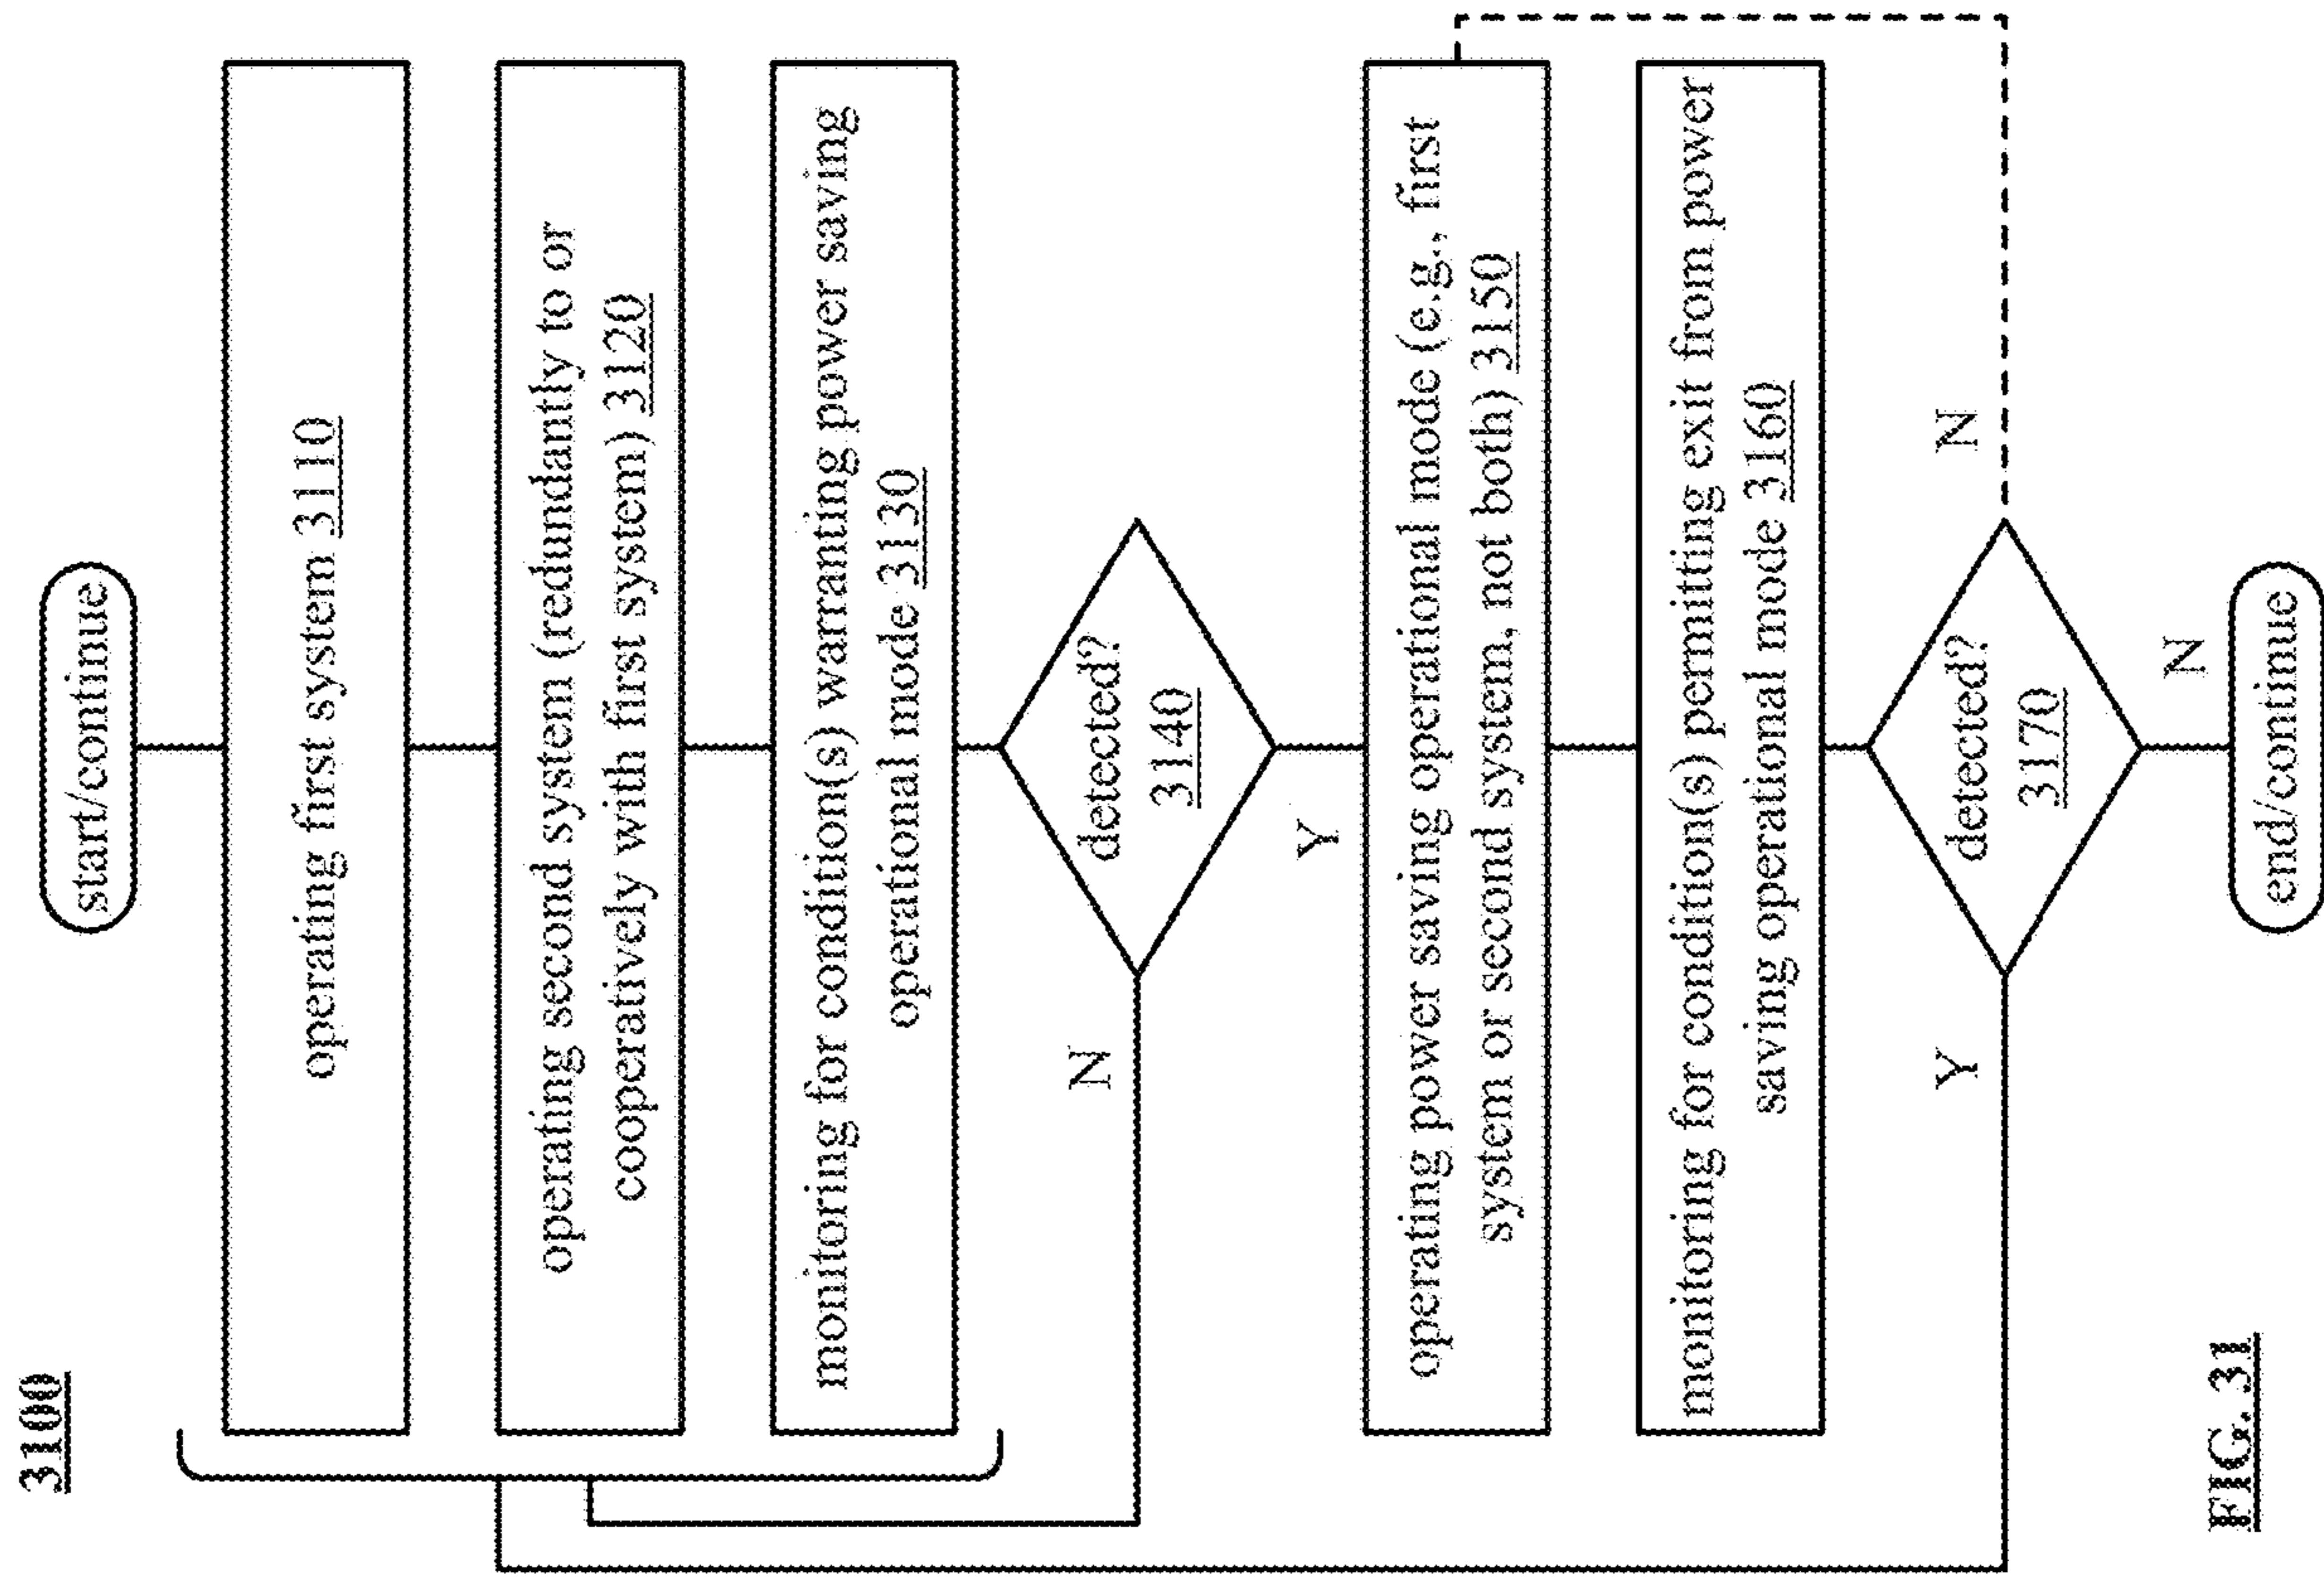 3100
start/continue
operating first system 3110
operating second system (redundantly to or
cooperatively with first system) 3120
monitoring for condition(s) warranting power saving
operational mode 3130
detected?
3140
N
Y
operating power saving operational mode (e.g., first
system or second system, not both) 3150
monitoring for condition(s) permitting exit from power
saving operational mode 3160
detected?
3170
Y
N
N
end/continue
FIG. 31